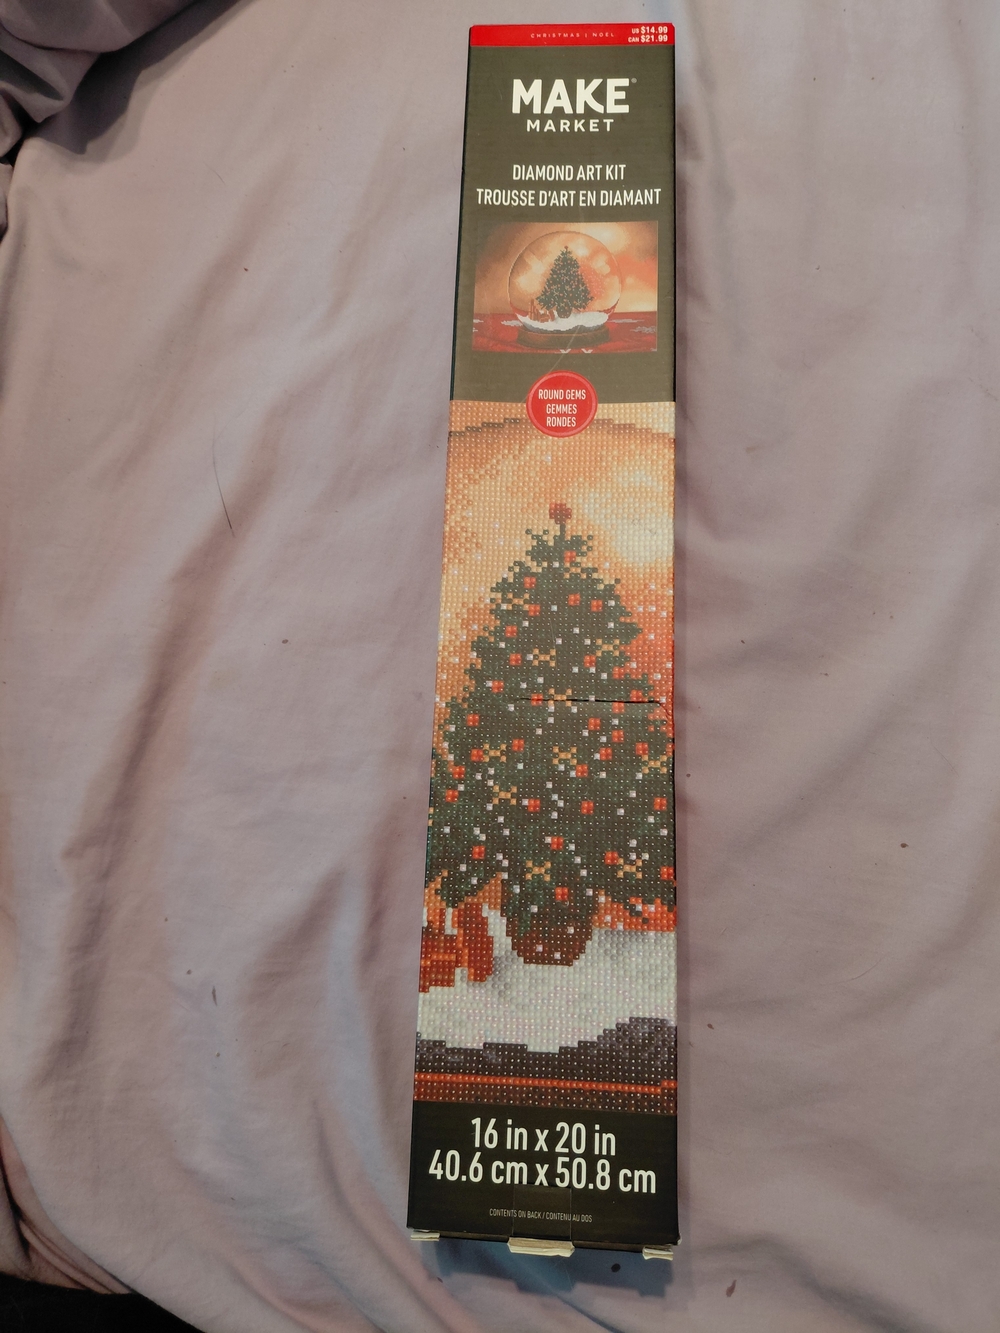 CHRISTMAS | NOËL
US $14.99
CAN $21.99
MAKE®
MARKET
DIAMOND ART KIT
TROUSSE D'ART EN DIAMANT
ROUND GEMS
GEMMES
RONDES
16 in x 20 in
40.6 cm x 50.8 cm
CONTENTS ON BACK / CONTENU AU DOS